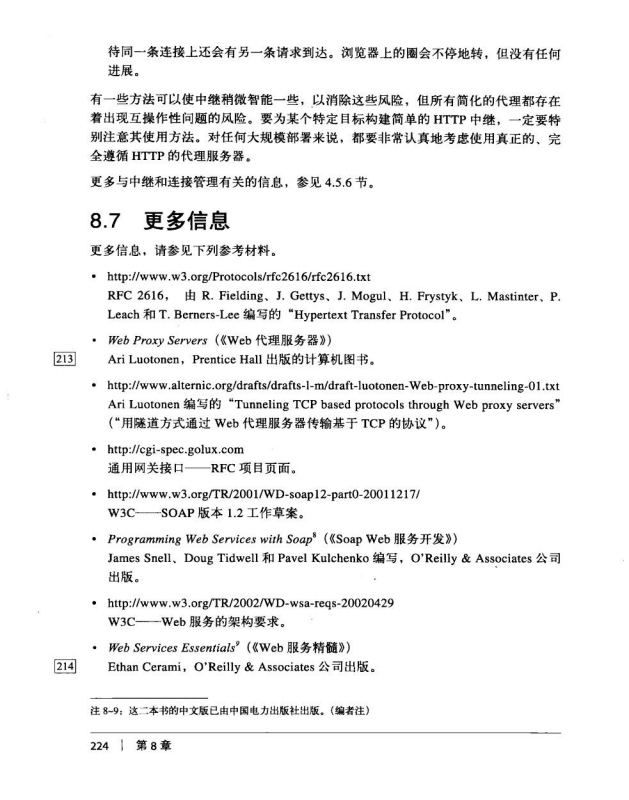 待同一条连接上还会有另一条请求到达。浏览器上的圈会不停地转，但没有任何
进展。
有一些方法可以使中继稍微智能一些，以消除这些风险，但所有简化的代理都存在
着出现互操作性问题的风险。要为某个特定目标构建简单的 HTTP 中继，一定要特
别注意其使用方法。对任何大规模部署来说，都要非常认真地考虑使用真正的、完
全遵循 HTTP 的代理服务器。
更多与中继和连接管理有关的信息，参见 4.5.6 节。
8.7 更多信息
更多信息，请参见下列参考材料。
• http://www.w3.org/Protocols/rfc2616/rfc2616.txt
RFC 2616， 由 R. Fielding、J. Gettys、J. Mogul、H. Frystyk、L. Mastinter、P.
Leach 和 T. Berners-Lee 编写的“Hypertext Transfer Protocol”。
• Web Proxy Servers（《Web 代理服务器》）
213
Ari Luotonen，Prentice Hall 出版的计算机图书。
• http://www.alternic.org/drafts/drafts-l-m/draft-luotonen-Web-proxy-tunneling-01.txt
Ari Luotonen 编写的“Tunneling TCP based protocols through Web proxy servers”
（“用隧道方式通过 Web 代理服务器传输基于 TCP 的协议”）。
• http://cgi-spec.golux.com
通用网关接口——RFC 项目页面。
• http://www.w3.org/TR/2001/WD-soap12-part0-20011217/
W3C——SOAP 版本 1.2 工作草案。
• Programming Web Services with Soap⁸（《Soap Web 服务开发》）
James Snell、Doug Tidwell 和 Pavel Kulchenko 编写，O'Reilly & Associates 公司
出版。
• http://www.w3.org/TR/2002/WD-wsa-reqs-20020429
W3C——Web 服务的架构要求。
• Web Services Essentials⁹（《Web 服务精髓》）
214
Ethan Cerami，O'Reilly & Associates 公司出版。
注 8-9：这二本书的中文版已由中国电力出版社出版。（编者注）
224 | 第 8 章